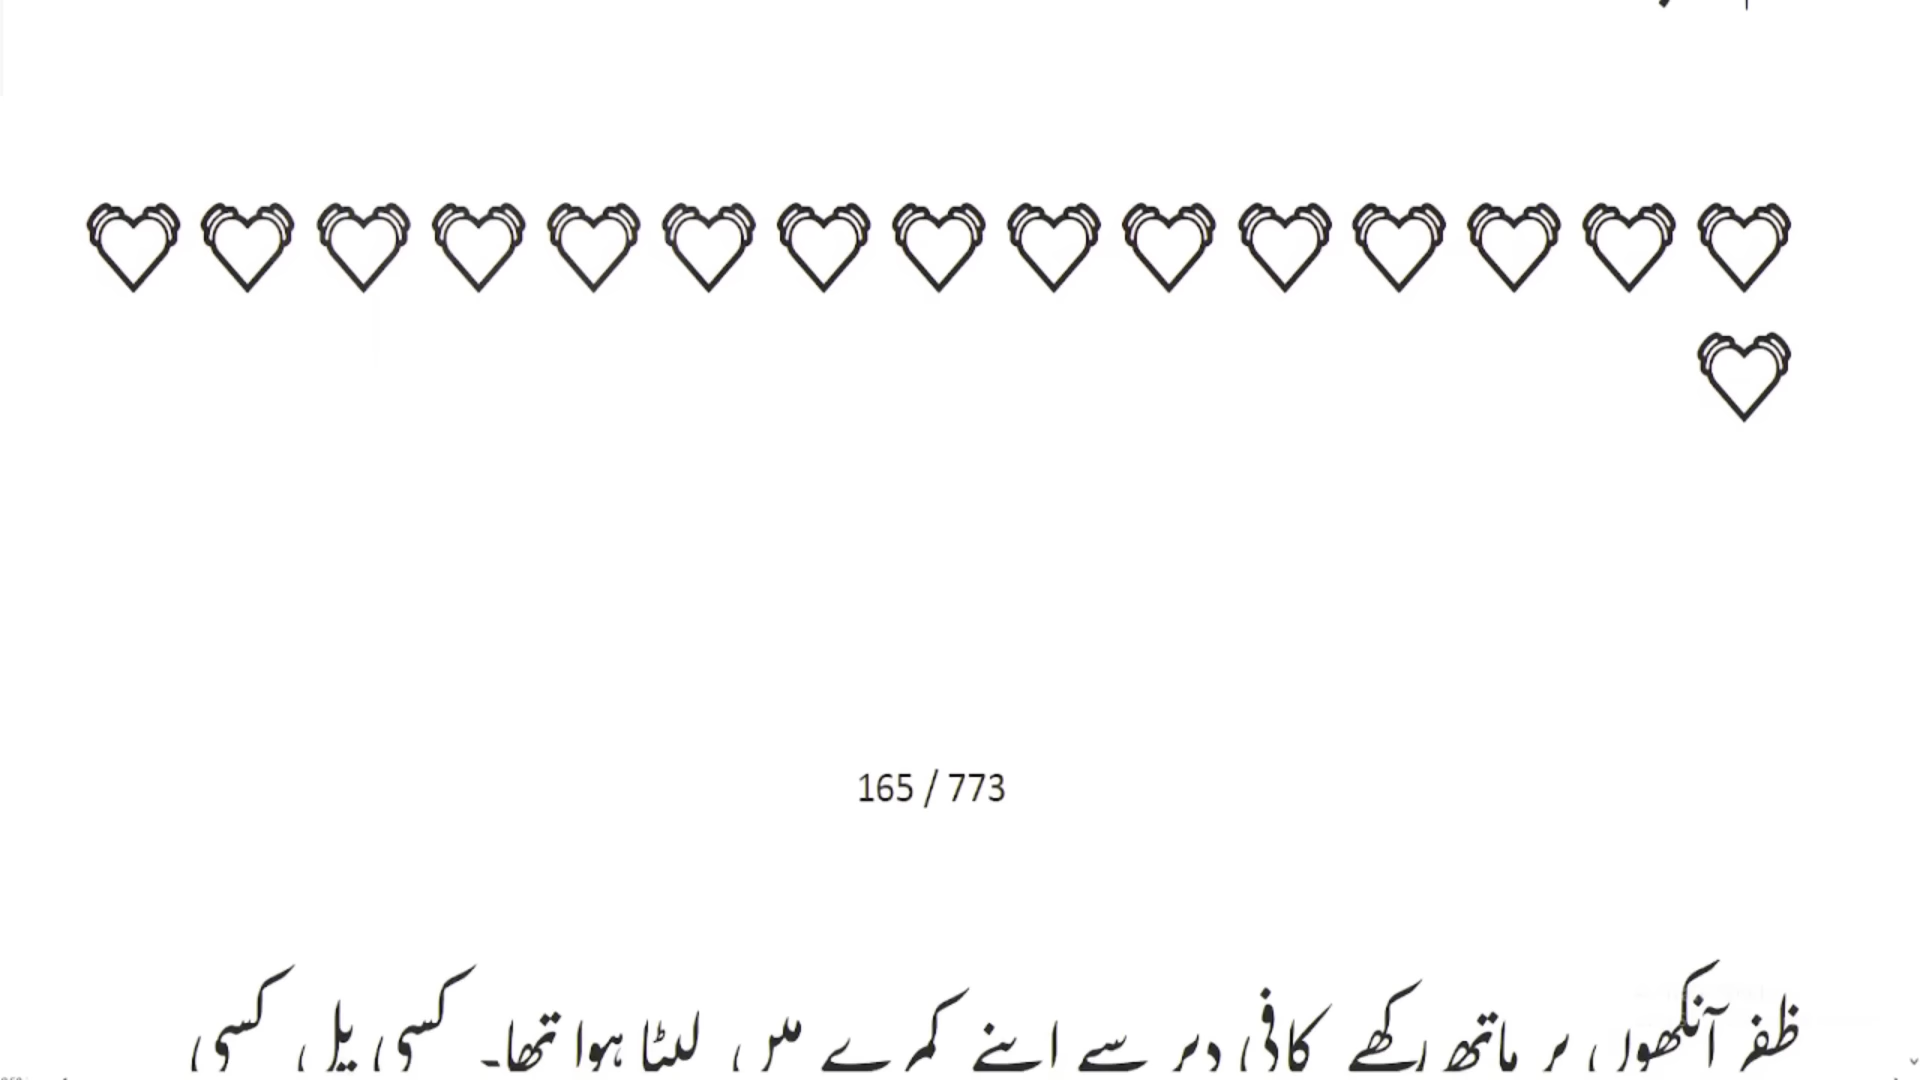 165 / 773
ظفر آنکھوں پر ہاتھ رکھے کافی دیر سے اپنے کمرے میں لیٹا ہوا تھا۔ کسی پل کسی